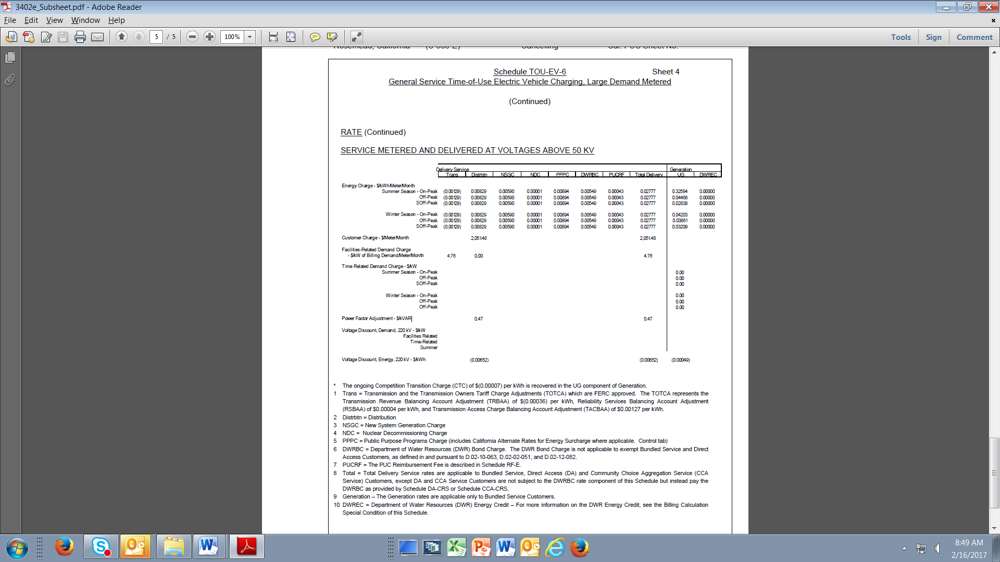 3402e_Subsheet.pdf - Adobe Reader
File Edit View Window Help
5 / 5 100% Tools Sign Comment
Rosemead, California (U 338-E) Cancelling Cal. PUC Sheet No.
Schedule TOU-EV-6 Sheet 4
General Service Time-of-Use Electric Vehicle Charging, Large Demand Metered
(Continued)
RATE (Continued)
SERVICE METERED AND DELIVERED AT VOLTAGES ABOVE 50 KV
Delivery Service Generation
Trans Distrbtn NSGC NDC PPPC DWRBC PUCRF Total Delivery UG DWREC
Energy Charge - $/kWh/Meter/Month
Summer Season - On-Peak (0.00129) 0.00829 0.00590 0.00001 0.00894 0.00549 0.00043 0.02777 0.32584 0.00000
Off-Peak (0.00129) 0.00829 0.00590 0.00001 0.00894 0.00549 0.00043 0.02777 0.04468 0.00000
SOff-Peak (0.00129) 0.00829 0.00590 0.00001 0.00894 0.00549 0.00043 0.02777 0.02838 0.00000
Winter Season - On-Peak (0.00129) 0.00829 0.00590 0.00001 0.00894 0.00549 0.00043 0.02777 0.04203 0.00000
Off-Peak (0.00129) 0.00829 0.00590 0.00001 0.00894 0.00549 0.00043 0.02777 0.03861 0.00000
SOff-Peak (0.00129) 0.00829 0.00590 0.00001 0.00894 0.00549 0.00043 0.02777 0.03209 0.00000
Customer Charge - $/Meter/Month 2,051.48 2,051.48
Facilities-Related Demand Charge
- $/kW of Billing Demand/Meter/Month 4.76 0.00 4.76
Time Related Demand Charge - $/kW
Summer Season - On-Peak 0.00
Off-Peak 0.00
SOff-Peak 0.00
Winter Season - On-Peak 0.00
Off-Peak 0.00
Off-Peak 0.00
Power Factor Adjustment - $/kVAR 0.47 0.47
Voltage Discount, Demand, 220 kV - $/kW
Facilities Related
Time-Related
Summer
Voltage Discount, Energy, 220 kV - $/kWh (0.00652) (0.00652) (0.00049)
* The ongoing Competition Transition Charge (CTC) of $(0.00007) per kWh is recovered in the UG component of Generation.
1 Trans = Transmission and the Transmission Owners Tariff Charge Adjustments (TOTCA) which are FERC approved. The TOTCA represents the
Transmission Revenue Balancing Account Adjustment (TRBAA) of $(0.00036) per kWh, Reliability Services Balancing Account Adjustment
(RSBAA) of $0.00004 per kWh, and Transmission Access Charge Balancing Account Adjustment (TACBAA) of $0.00127 per kWh.
2 Distrbtn = Distribution
3 NSGC = New System Generation Charge
4 NDC = Nuclear Decommissioning Charge
5 PPPC = Public Purpose Programs Charge (includes California Alternate Rates for Energy Surcharge where applicable. Control tab)
6 DWRBC = Department of Water Resources (DWR) Bond Charge. The DWR Bond Charge is not applicable to exempt Bundled Service and Direct
Access Customers, as defined in and pursuant to D.02-10-063, D.02-02-051, and D.02-12-082.
7 PUCRF = The PUC Reimbursement Fee is described in Schedule RF-E.
8 Total = Total Delivery Service rates are applicable to Bundled Service, Direct Access (DA) and Community Choice Aggregation Service (CCA
Service) Customers, except DA and CCA Service Customers are not subject to the DWRBC rate component of this Schedule but instead pay the
DWRBC as provided by Schedule DA-CRS or Schedule CCA-CRS.
9 Generation – The Generation rates are applicable only to Bundled Service Customers.
10 DWREC = Department of Water Resources (DWR) Energy Credit – For more information on the DWR Energy Credit, see the Billing Calculation
Special Condition of this Schedule.
8:49 AM
2/16/2017